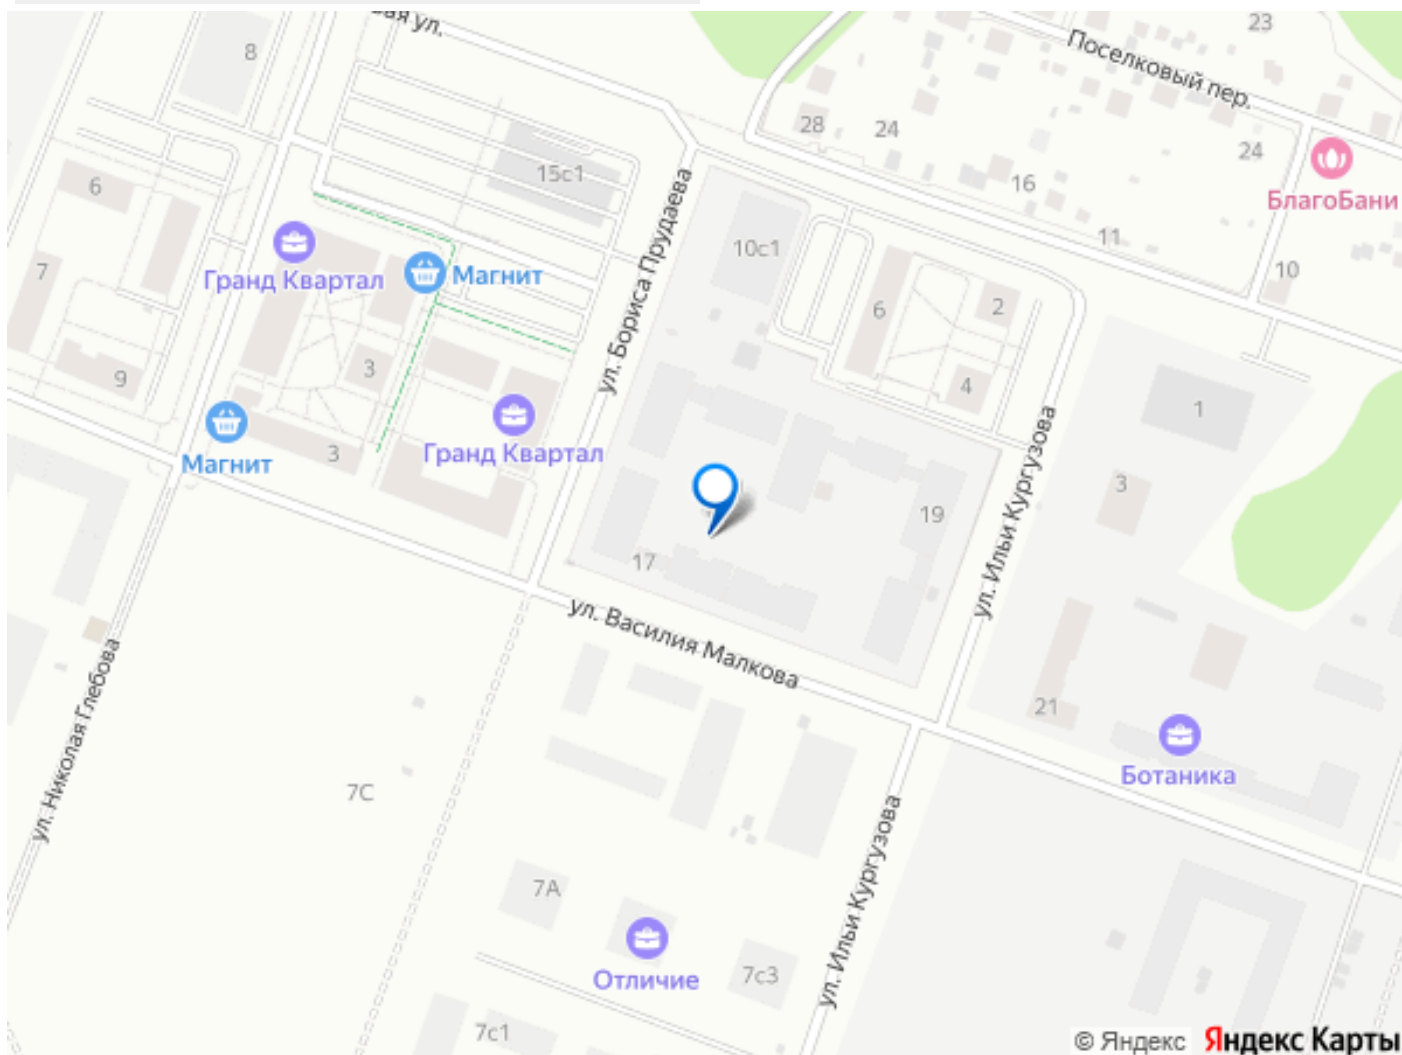 8
вая ул.
23
Поселковый пер.
28
24
24
БлагоБани
6
15с1
16
11
10
7
Гранд Квартал
Магнит
ул. Бориса Прудаева
10с1
6
2
4
3
9
1
Магнит
3
Гранд Квартал
3
19
17
ул. Ильи Кургузова
ул. Василия Малкова
ул. Николая Глебова
21
Ботаника
7С
ул. Ильи Кургузова
7А
Отличие
7с3
7с1
© Яндекс Яндекс Карты